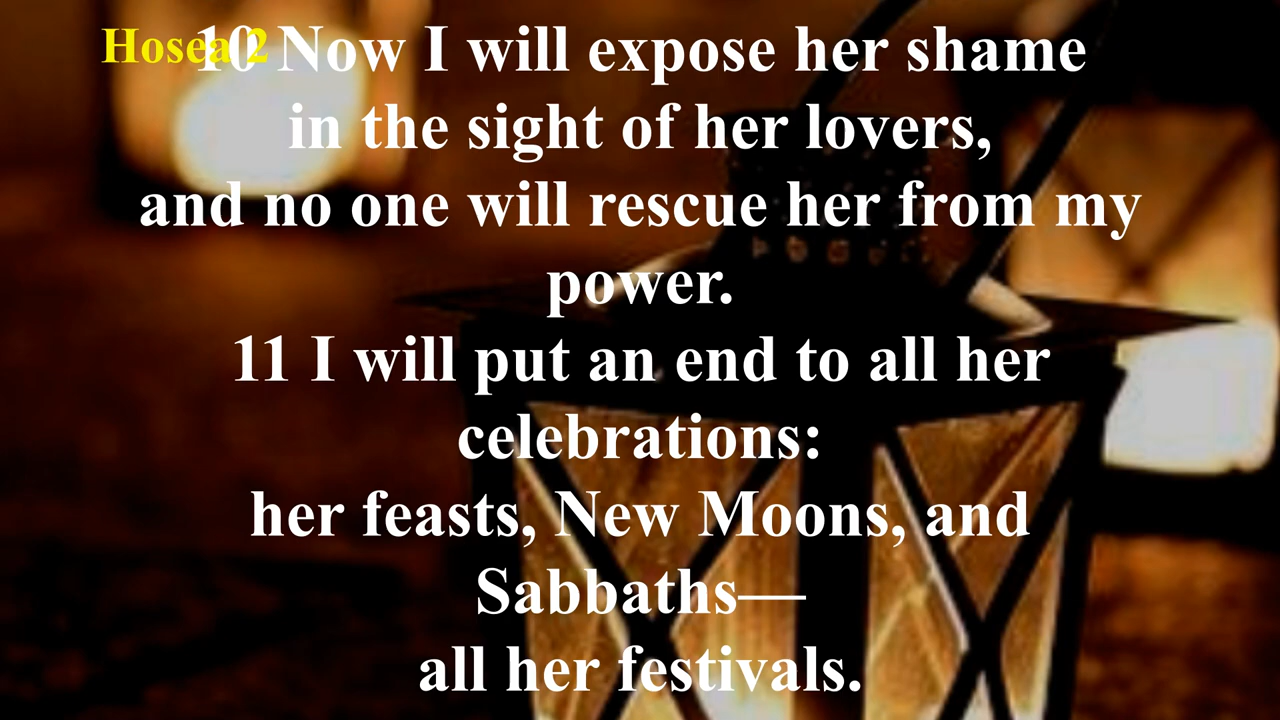 Hosea 2
10 Now I will expose her shame
in the sight of her lovers,
and no one will rescue her from my
power.
11 I will put an end to all her
celebrations:
her feasts, New Moons, and
Sabbaths—
all her festivals.